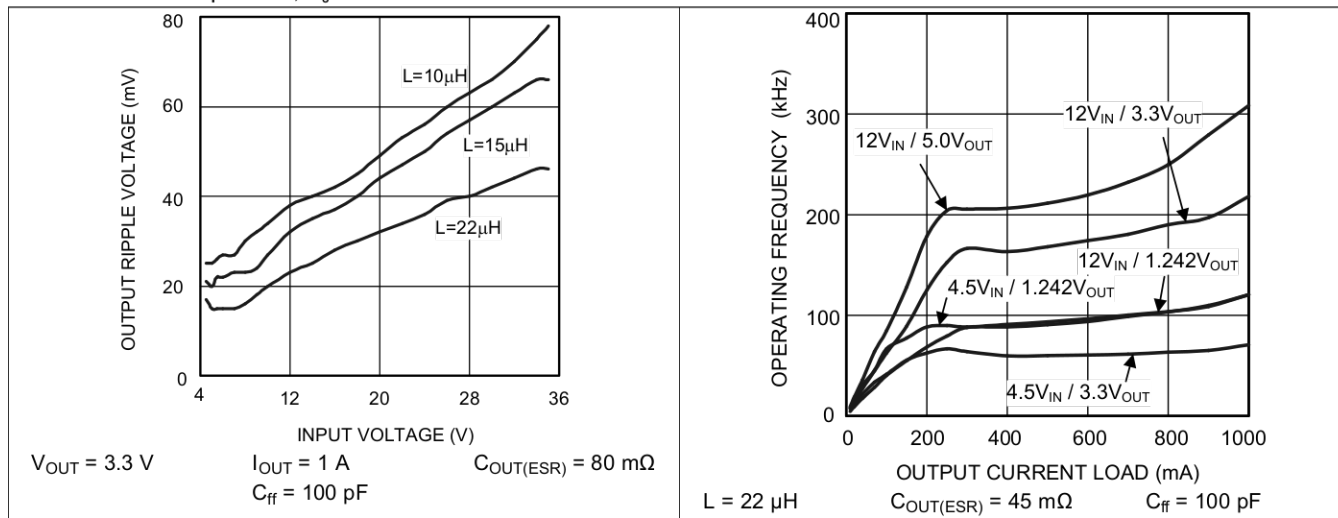 80
60
40
20
0
OUTPUT RIPPLE VOLTAGE (mV)
L=10μH
L=15μH
L=22μH
4 12 20 28 36
INPUT VOLTAGE (V)
VOUT = 3.3 V IOUT = 1 A COUT(ESR) = 80 mΩ
Cff = 100 pF
400
300
200
100
0
OPERATING FREQUENCY (kHz)
12VIN / 3.3VOUT
12VIN / 5.0VOUT
12VIN / 1.242VOUT
4.5VIN / 1.242VOUT
4.5VIN / 3.3VOUT
0 200 400 600 800 1000
OUTPUT CURRENT LOAD (mA)
L = 22 μH COUT(ESR) = 45 mΩ Cff = 100 pF